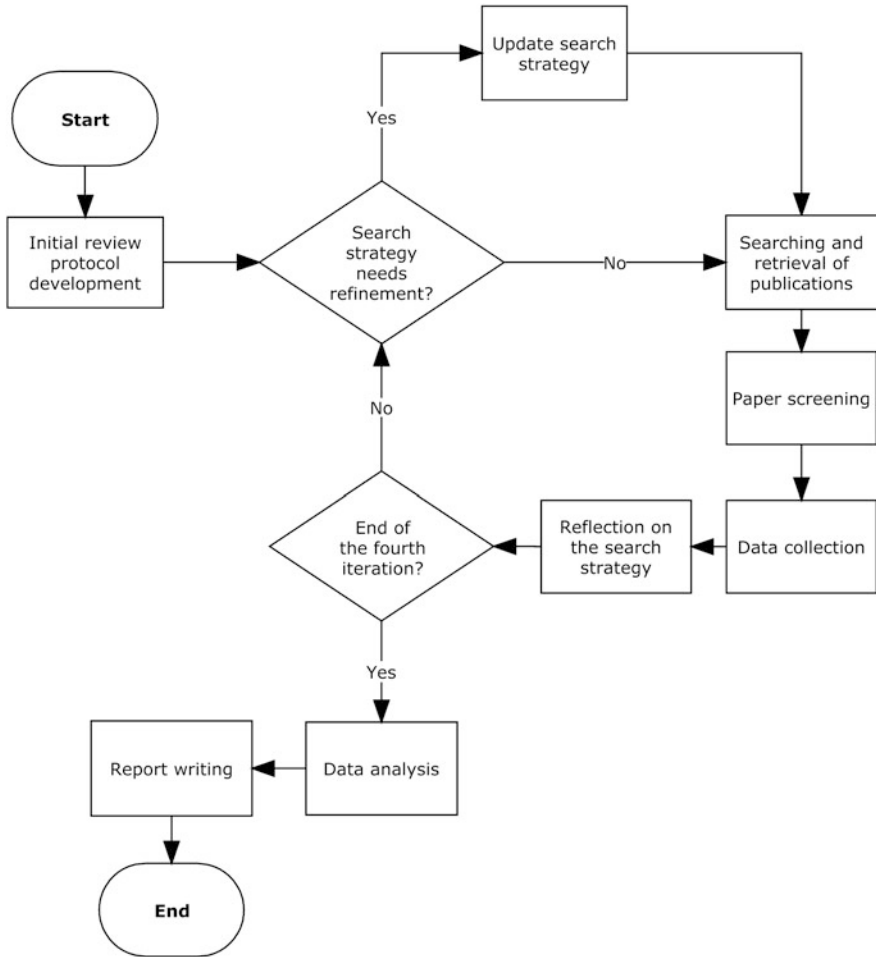 Start
Initial review
protocol
development
Search
strategy
needs
refinement?
Yes
Update search
strategy
No
Searching and
retrieval of
publications
Paper screening
Data collection
Reflection on
the search
strategy
End of
the fourth
iteration?
No
Yes
Data analysis
Report writing
End